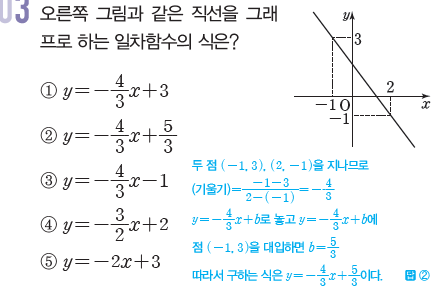 03 오른쪽 그림과 같은 직선을 그래
프로 하는 일차함수의 식은?
① y=-4/3x+3
② y=-4/3x+5/3
③ y=-4/3x-1
④ y=-3/2x+2
⑤ y=-2x+3
y
3
2
-1 O x
-1
두 점 (-1, 3), (2, -1)을 지나므로
(기울기)=-1-3/2-(-1)=-4/3
y=-4/3x+b로 놓고 y=-4/3x+b에
점 (-1, 3)을 대입하면 b=5/3
따라서 구하는 식은 y=-4/3x+5/3이다. 답 ②